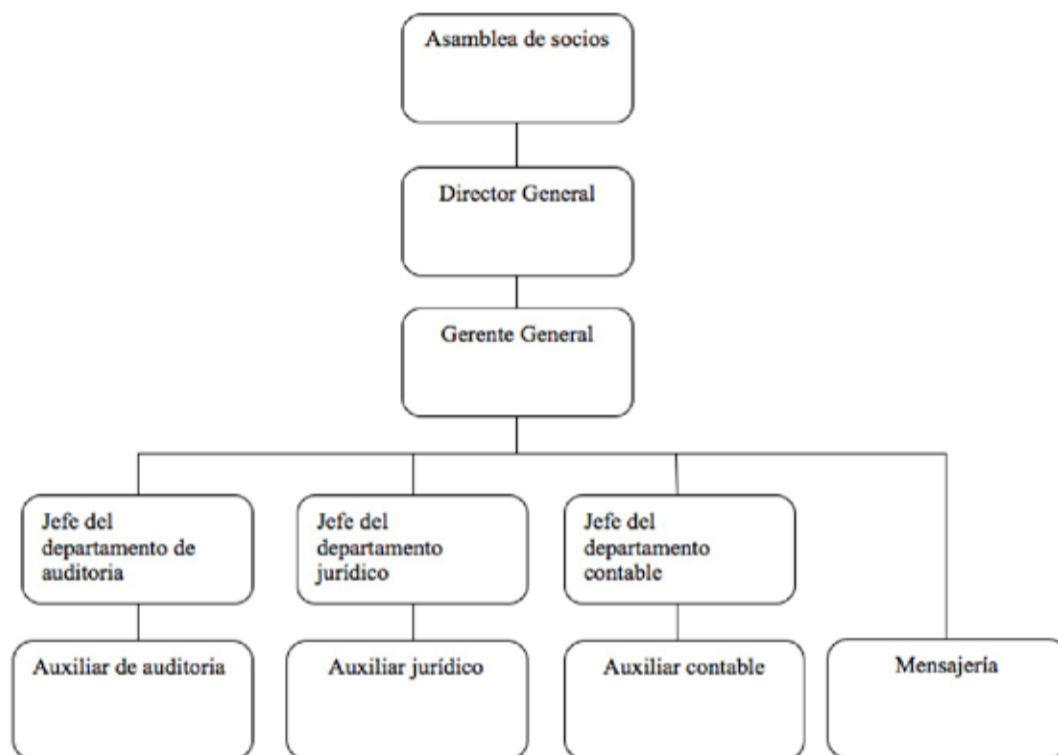 Asamblea de socios
Director General
Gerente General
Jefe del
departamento de
auditoria
Jefe del
departamento
jurídico
Jefe del
departamento
contable
Auxiliar de auditoria
Auxiliar jurídico
Auxiliar contable
Mensajería